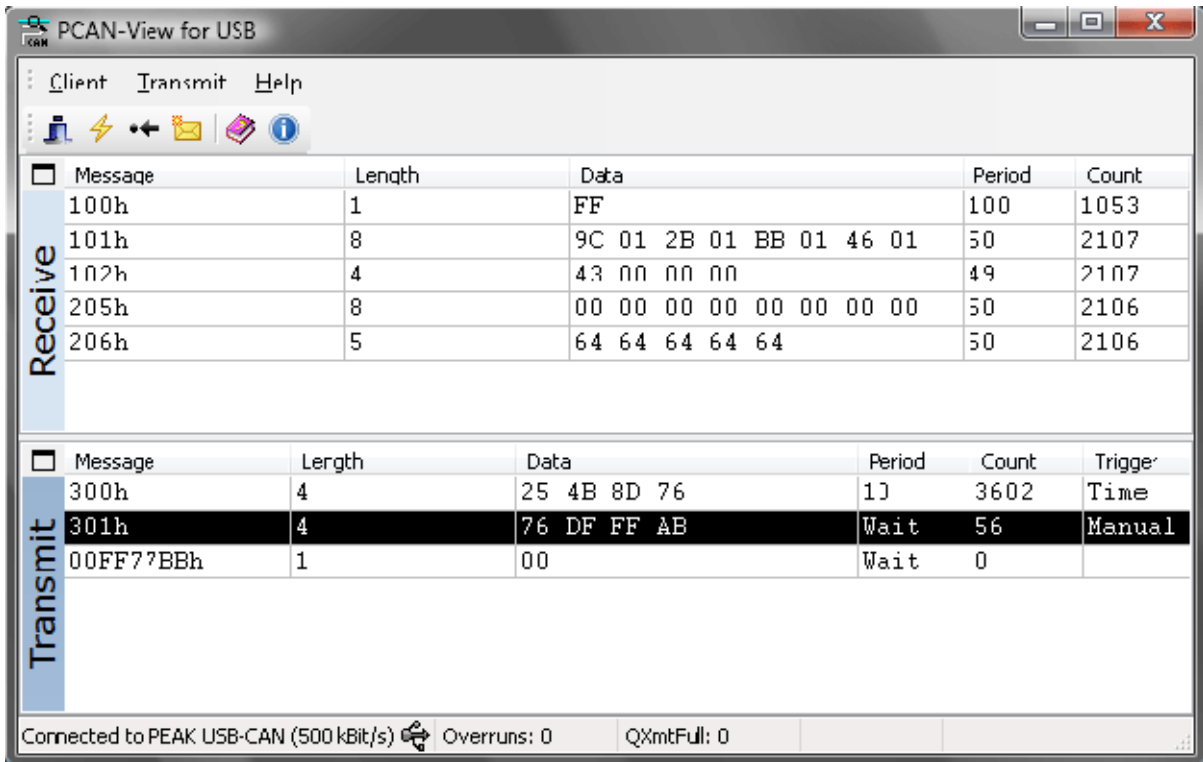 CAN PCAN-View for USB
Client Transmit Help
Message Length Data Period Count
100h 1 FF 100 1053
101h 8 9C 01 2B 01 BB 01 46 01 50 2107
102h 4 43 00 00 00 49 2107
205h 8 00 00 00 00 00 00 00 00 50 2106
206h 5 64 64 64 64 64 50 2106
Receive
Message Length Data Period Count Trigger
300h 4 25 4B 8D 76 10 3602 Time
301h 4 76 DF FF AB Wait 56 Manual
00FF77BBh 1 00 Wait 0
Transmit
Connected to PEAK USB-CAN (500 kBit/s) Overruns: 0 QXmtFull: 0